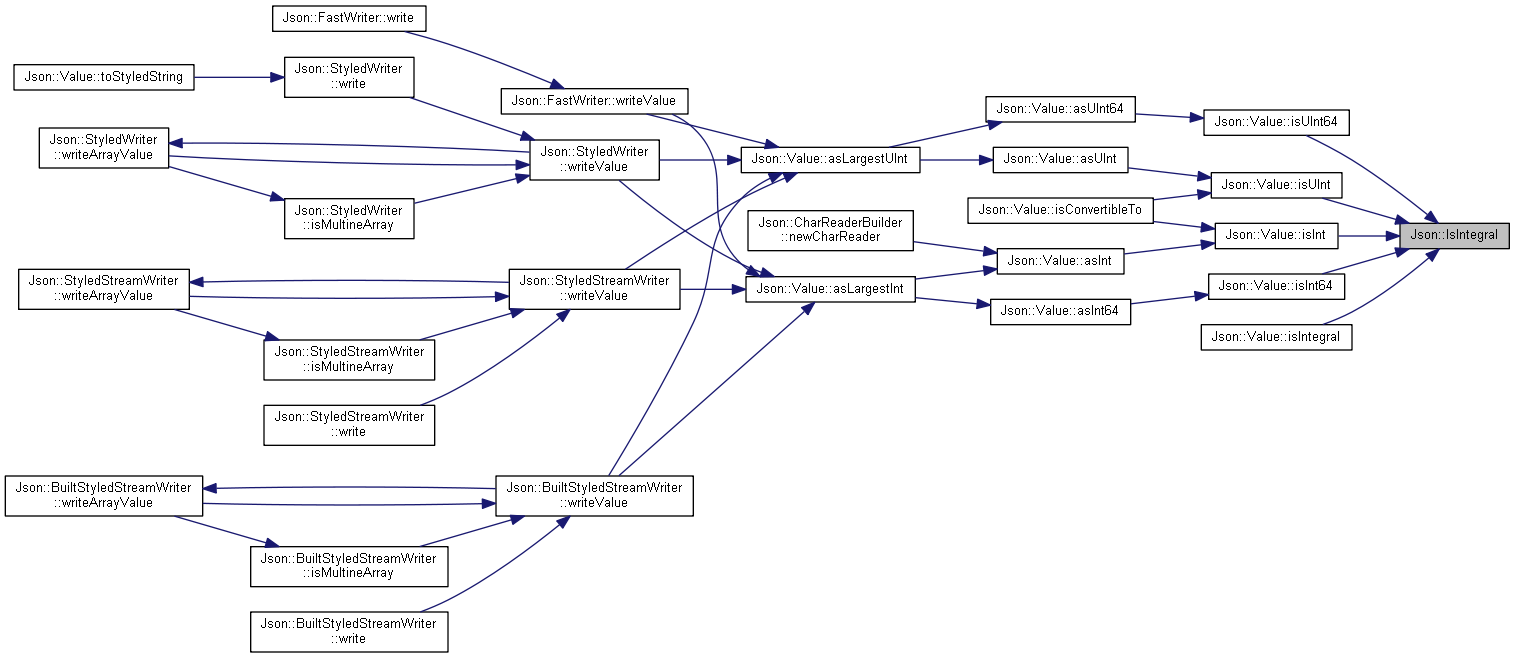 Json::FastWriter::write
Json::Value::toStyledString
Json::StyledWriter
::write
Json::FastWriter::writeValue
Json::StyledWriter
::writeArrayValue
Json::StyledWriter
::writeValue
Json::StyledWriter
::isMultineArray
Json::StyledStreamWriter
::writeArrayValue
Json::StyledStreamWriter
::writeValue
Json::StyledStreamWriter
::isMultineArray
Json::StyledStreamWriter
::write
Json::BuiltStyledStreamWriter
::writeArrayValue
Json::BuiltStyledStreamWriter
::writeValue
Json::BuiltStyledStreamWriter
::isMultineArray
Json::BuiltStyledStreamWriter
::write
Json::Value::asLargestUInt
Json::CharReaderBuilder
::newCharReader
Json::Value::asLargestInt
Json::Value::asUInt64
Json::Value::asUInt
Json::Value::isConvertibleTo
Json::Value::asInt
Json::Value::asInt64
Json::Value::isUInt64
Json::Value::isUInt
Json::Value::isInt
Json::Value::isInt64
Json::Value::isIntegral
Json::IsIntegral